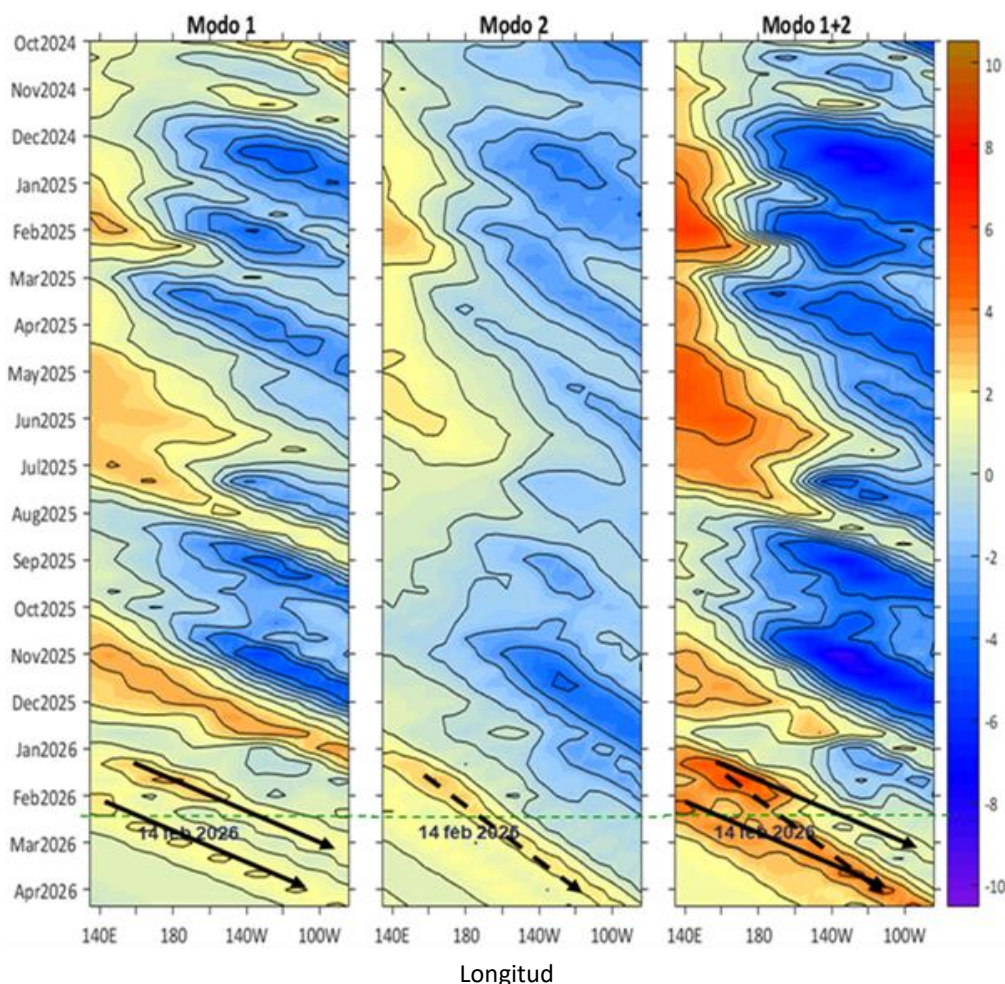 Modo 1 Modo 2 Modo 1+2
Oct2024
Nov2024
Dec2024
Jan2025
Feb2025
Mar2025
Apr2025
May2025
Jun2025
Jul2025
Aug2025
Sep2025
Oct2025
Nov2025
Dec2025
Jan2026
Feb2026
Mar2026
Apr2026
14 feb 2026 14 feb 2026 14 feb 2026
140E 180 140W 100W 140E 180 140W 100W 140E 180 140W 100W
10
8
6
4
2
0
-2
-4
-6
-8
-10
Longitud